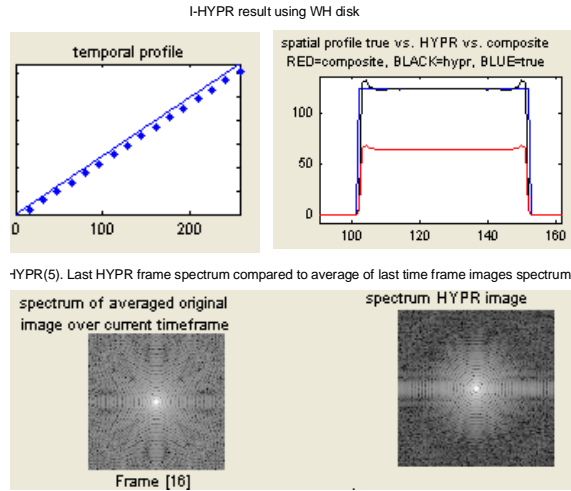 I-HYPR result using WH disk
temporal profile
0 100 200
spatial profile true vs. HYPR vs. composite
RED=composite, BLACK=hypr, BLUE=true
100
50
0
100 120 140 160
HYPR(5). Last HYPR frame spectrum compared to average of last time frame images spectrum
spectrum of averaged original
image over current timeframe
Frame [16]
spectrum HYPR image